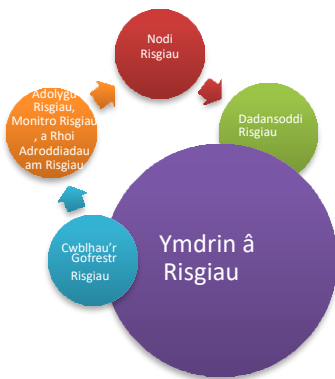 Nodi
Risgiau
Dadansoddi
Risgiau
Ymdrin â
Risgiau
Cwblhau'r
Gofrestr
Risgiau
Adolygu
Risgiau,
Monitro Risgiau
, a Rhoi
Adroddiadau
am Risgiau